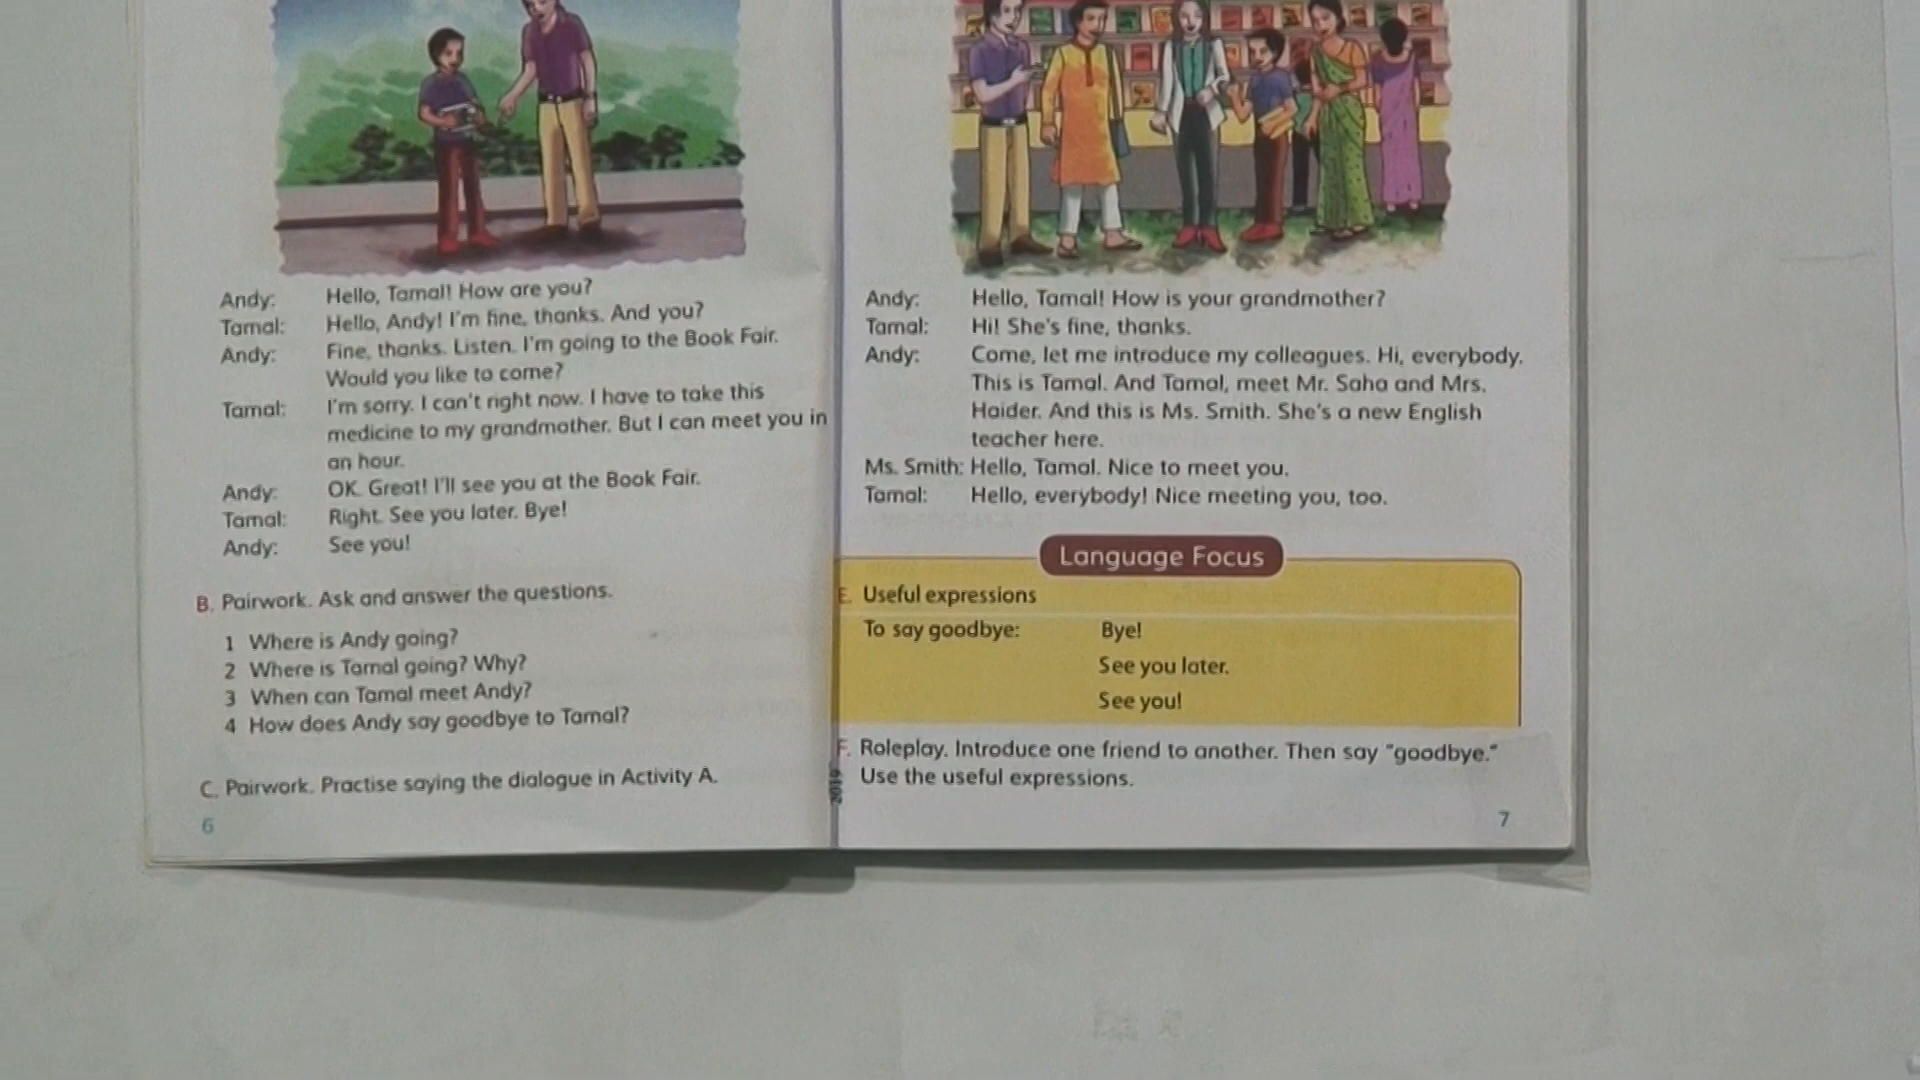 Andy: Hello, Tamal! How are you?
Tamal: Hello, Andy! I'm fine, thanks. And you?
Andy: Fine, thanks. Listen. I'm going to the Book Fair.
Would you like to come?
Tamal: I'm sorry. I can't right now. I have to take this
medicine to my grandmother. But I can meet you in
an hour.
Andy: OK. Great! I'll see you at the Book Fair.
Tamal: Right. See you later. Bye!
Andy: See you!
B. Pairwork. Ask and answer the questions.
1 Where is Andy going?
2 Where is Tamal going? Why?
3 When can Tamal meet Andy?
4 How does Andy say goodbye to Tamal?
C. Pairwork. Practise saying the dialogue in Activity A.
6
Andy: Hello, Tamal! How is your grandmother?
Tamal: Hi! She's fine, thanks.
Andy: Come, let me introduce my colleagues. Hi, everybody.
This is Tamal. And Tamal, meet Mr. Saha and Mrs.
Haider. And this is Ms. Smith. She's a new English
teacher here.
Ms. Smith: Hello, Tamal. Nice to meet you.
Tamal: Hello, everybody! Nice meeting you, too.
Language Focus
E. Useful expressions
To say goodbye: Bye!
See you later.
See you!
F. Roleplay. Introduce one friend to another. Then say "goodbye."
Use the useful expressions.
2019
7